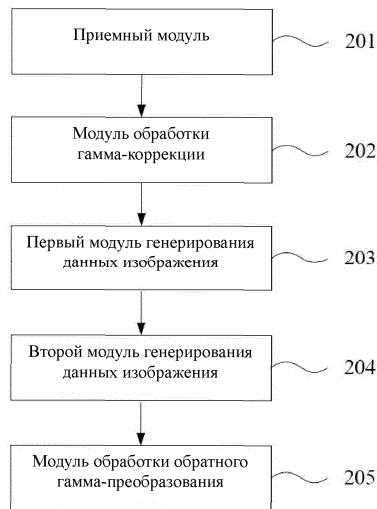 Приемный модуль
201
Модуль обработки
гамма-коррекции
202
Первый модуль генерирования
данных изображения
203
Второй модуль генерирования
данных изображения
204
Модуль обработки обратного
гамма-преобразования
205